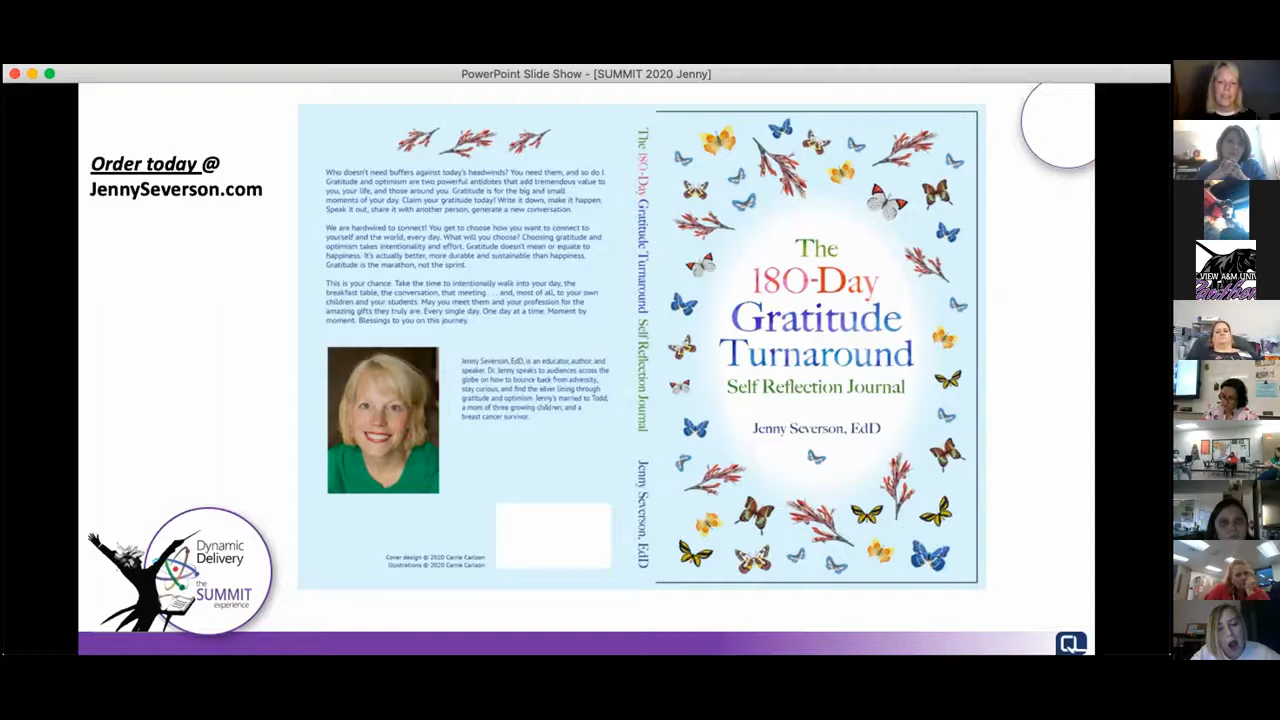 PowerPoint Slide Show - [SUMMIT 2020 Jenny]
Order today @
JennySeverson.com
Who doesn't need buffers against today's headwinds? You need them, and so do I.
Gratitude and optimism are two powerful antidotes that add tremendous value to
you, your life, and those around you. Gratitude is for the big and small
moments of your day. Claim your gratitude today! Write it down, make it happen.
Speak it out, share it with another person, generate a new conversation.
We are hardwired to connect! You get to choose how you want to connect to
yourself and the world, every day. What will you choose? Choosing gratitude and
optimism takes intentionality and effort. Gratitude doesn't mean or equate to
happiness. It's actually better, more durable and sustainable than happiness.
Gratitude is the marathon, not the sprint.
This is your chance. Take the time to intentionally walk into your day, the
breakfast table, the conversation, that meeting . . . and, most of all, to your own
children and your students. May you meet them and your profession for the
amazing gifts they truly are. Every single day. One day at a time. Moment by
moment. Blessings to you on this journey.
Jenny Severson, EdD, is an educator, author, and
speaker. Dr. Jenny speaks to audiences across the
globe on how to bounce back from adversity,
stay curious, and find the silver lining through
gratitude and optimism. Jenny's married to Todd,
a mom of three growing children, and a
breast cancer survivor.
Cover design © 2020 Carrie Carlson
Illustrations © 2020 Carrie Carlson
The 180-Day Gratitude Turnaround Self Reflection Journal Jenny Severson, EdD
The
180-Day
Gratitude
Turnaround
Self Reflection Journal
Jenny Severson, EdD
Dynamic
Delivery
the
SUMMIT
experience
QL
VIEW A&M UNI
Panthers